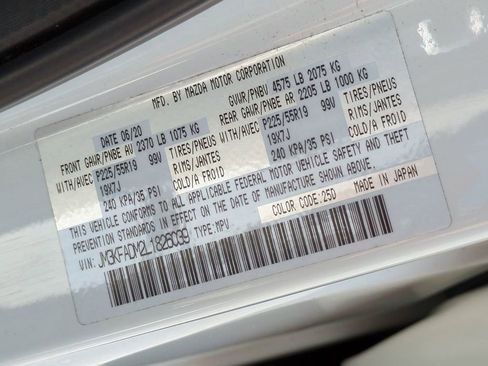 MFD. BY MAZDA MOTOR CORPORATION
DATE 06/20 GVWR/PNBV 4575 LB 2075 KG
FRONT GAWR/PNBE AV 2370 LB 1075 KG REAR GAWR/PNBE AR 2205 LB 1000 KG
WITH/AVEC P225/55R19 99V TIRES/PNEUS WITH/AVEC P225/55R19 99V TIRES/PNEUS
19X7J RIMS/JANTES 19X7J RIMS/JANTES
240 KPA/35 PSI COLD/A FROID 240 KPA/35 PSI COLD/A FROID
THIS VEHICLE CONFORMS TO ALL APPLICABLE FEDERAL MOTOR VEHICLE SAFETY AND THEFT
PREVENTION STANDARDS IN EFFECT ON THE DATE OF MANUFACTURE SHOWN ABOVE.
VIN: JM3KFADM2L1828039 TYPE: MPV COLOR CODE: 25D MADE IN JAPAN